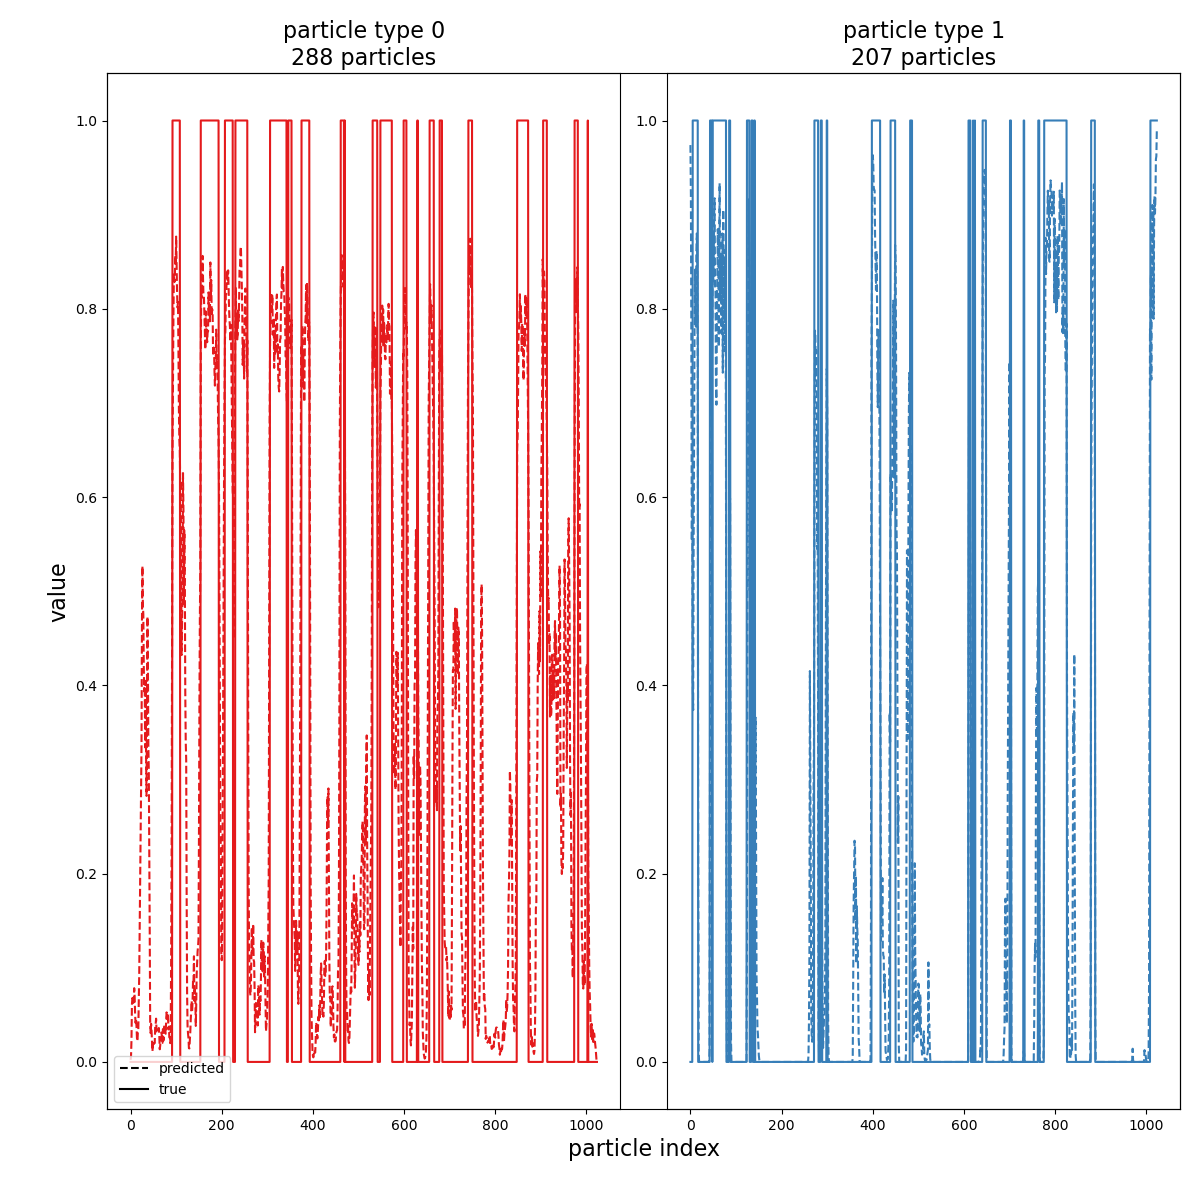 particle type 0
288 particles
particle type 1
207 particles
1.0
0.8
0.6
0.4
0.2
0.0
value
1.0
0.8
0.6
0.4
0.2
0.0
predicted
true
0 200 400 600 800 1000
0 200 400 600 800 1000
particle index